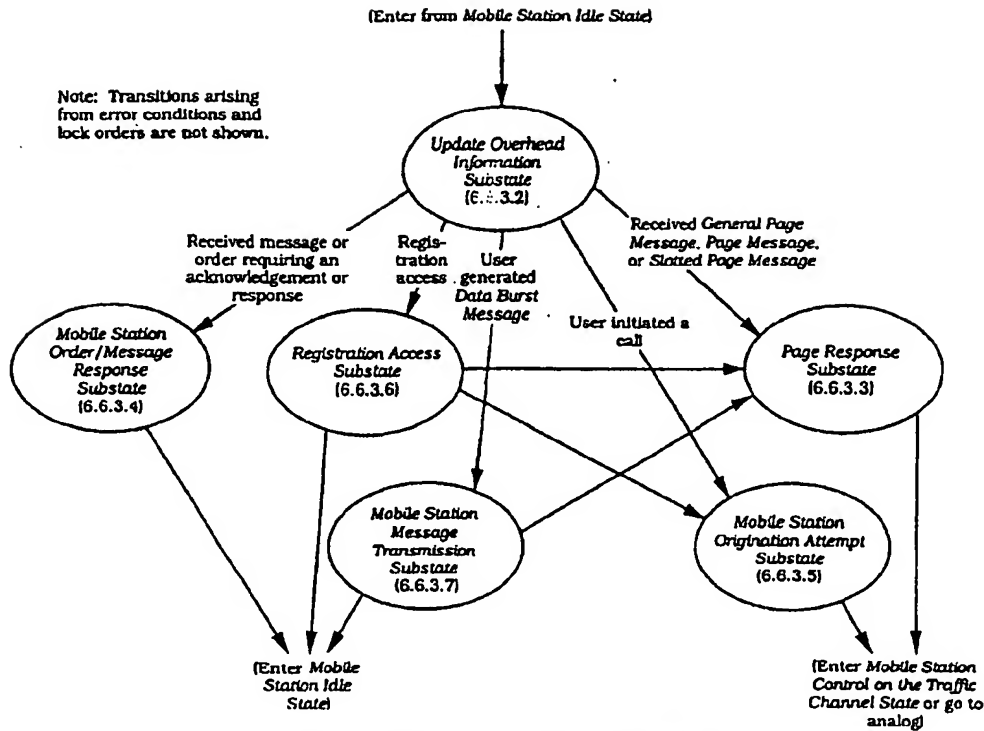 (Enter from Mobile Station Idle State)
Note: Transitions arising
from error conditions and
lock orders are not shown.
Update Overhead
Information
Substate
(6.6.3.2)
Received message or
order requiring an
acknowledgement or
response
Regis-
tration
access
User
generated
Data Burst
Message
User initiated a
call
Received General Page
Message, Page Message,
or Slotted Page Message
Mobile Station
Order/Message
Response
Substate
(6.6.3.4)
Registration Access
Substate
(6.6.3.6)
Page Response
Substate
(6.6.3.3)
Mobile Station
Message
Transmission
Substate
(6.6.3.7)
Mobile Station
Origination Attempt
Substate
(6.6.3.5)
(Enter Mobile
Station Idle
State)
(Enter Mobile Station
Control on the Traffic
Channel State or go to
analog)